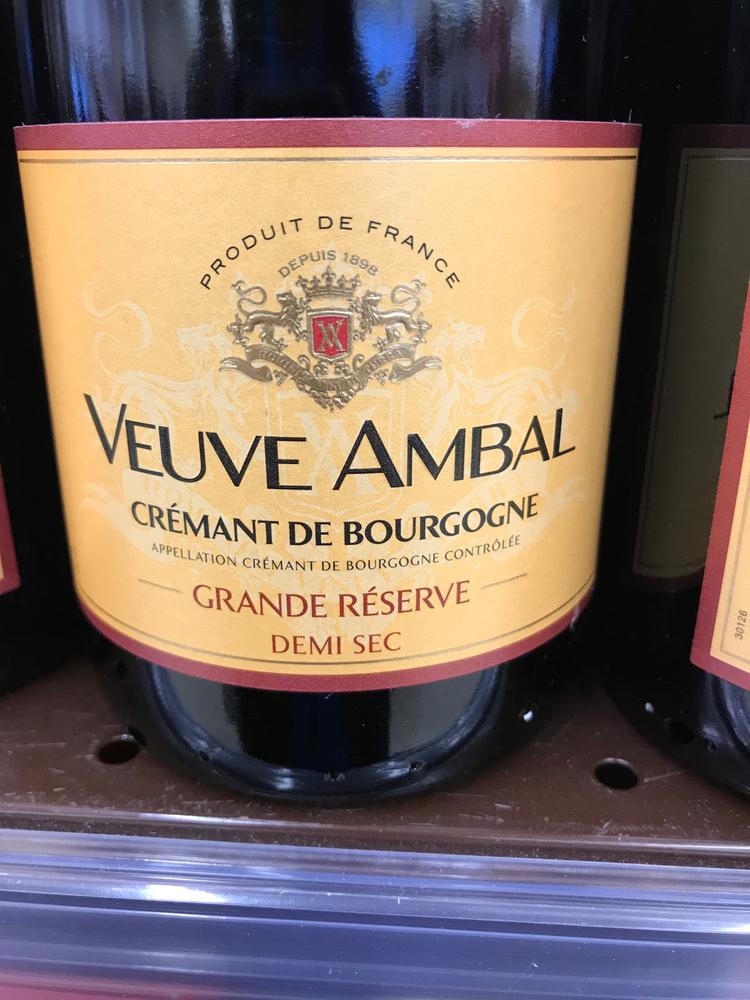 PRODUIT DE FRANCE
DEPUIS 1898
VEUVE AMBAL
CRÉMANT DE BOURGOGNE
APPELLATION CRÉMANT DE BOURGOGNE CONTRÔLÉE
GRANDE RÉSERVE
DEMI SEC
30126